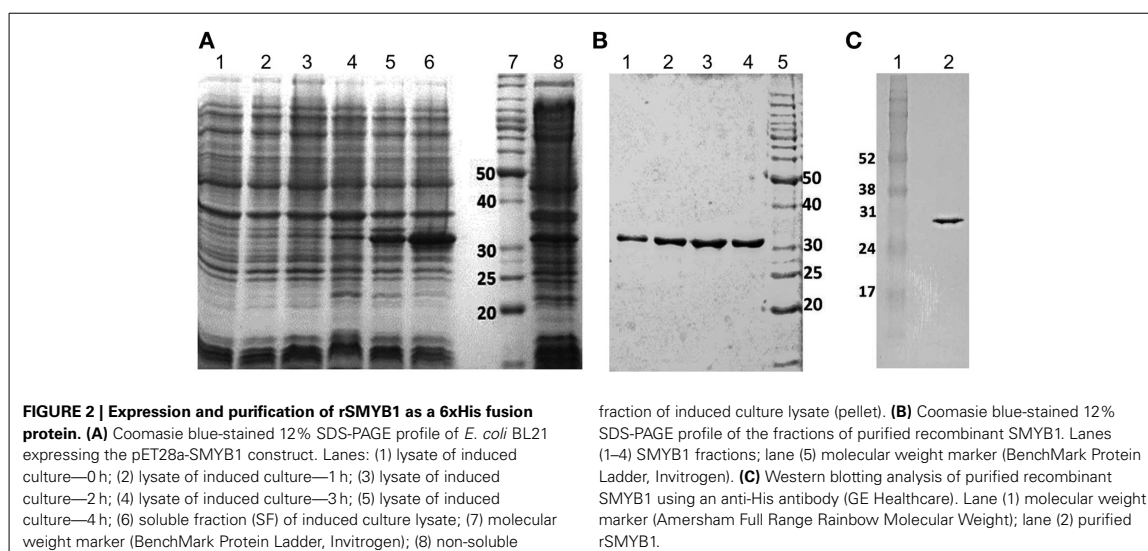 A
B
C
1 2 3 4 5 6 7 8
1 2 3 4 5
1 2
50
40
30
25
20
50
40
30
25
20
52
38
31
24
17
FIGURE 2 | Expression and purification of rSMYB1 as a 6xHis fusion
protein. (A) Coomasie blue-stained 12% SDS-PAGE profile of E. coli BL21
expressing the pET28a-SMYB1 construct. Lanes: (1) lysate of induced
culture—0 h; (2) lysate of induced culture—1 h; (3) lysate of induced
culture—2 h; (4) lysate of induced culture—3 h; (5) lysate of induced
culture—4 h; (6) soluble fraction (SF) of induced culture lysate; (7) molecular
weight marker (BenchMark Protein Ladder, Invitrogen); (8) non-soluble
fraction of induced culture lysate (pellet). (B) Coomasie blue-stained 12%
SDS-PAGE profile of the fractions of purified recombinant SMYB1. Lanes
(1–4) SMYB1 fractions; lane (5) molecular weight marker (BenchMark Protein
Ladder, Invitrogen). (C) Western blotting analysis of purified recombinant
SMYB1 using an anti-His antibody (GE Healthcare). Lane (1) molecular weight
marker (Amersham Full Range Rainbow Molecular Weight); lane (2) purified
rSMYB1.